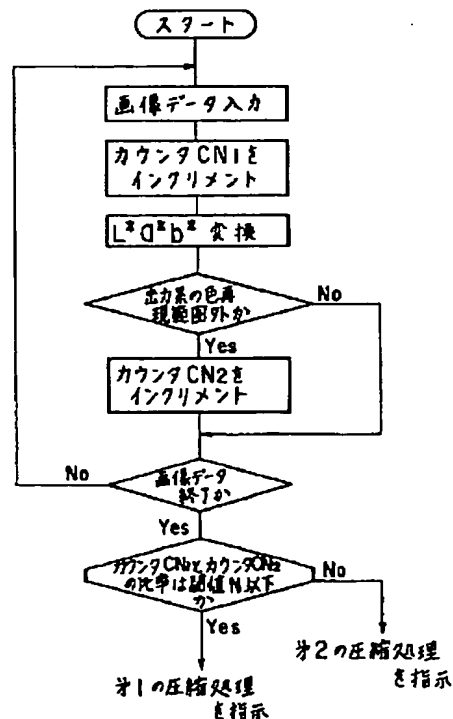 スタート
画像データ入力
カウンタCN1を
インクリメント
L*a*b* 変換
出力系の色再
現範囲外か
No
Yes
カウンタCN2を
インクリメント
No
画像データ
終了か
Yes
カウンタCN1とカウンタCN2
の比率は閾値N以下
か
No
Yes
才2の圧縮処理
を指示
才1の圧縮処理
を指示